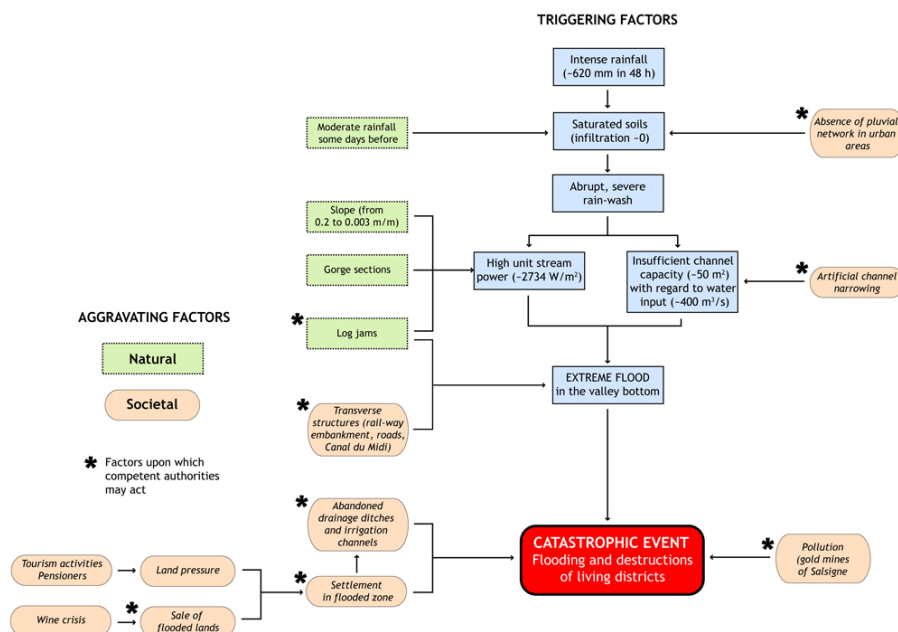 TRIGGERING FACTORS
Intense rainfall
(~620 mm in 48 h)
Moderate rainfall
some days before
Saturated soils
(infiltration ~0)
*
Absence of pluvial
network in urban
areas
Abrupt, severe
rain-wash
Slope (from
0.2 to 0.003 m/m)
Gorge sections
High unit stream
power (~2734 W/m²)
Insufficient channel
capacity (~50 m²)
with regard to water
input (~400 m³/s)
*
Artificial channel
narrowing
AGGRAVATING FACTORS
Natural
Societal
* Factors upon which
competent authorities
may act
*
Log jams
EXTREME FLOOD
in the valley bottom
*
Transverse
structures (rail-way
embankment, roads,
Canal du Midi)
*
Abandoned
drainage ditches
and irrigation
channels
Tourism activities
Pensioners
Land pressure
*
Settlement
in flooded zone
Wine crisis
*
Sale of
flooded lands
CATASTROPHIC EVENT
Flooding and destructions
of living districts
*
Pollution
(gold mines
of Salsigne